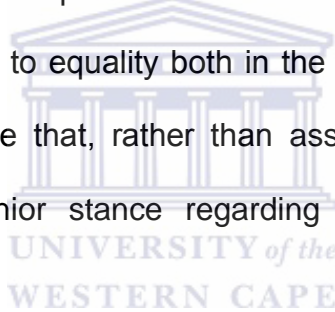 to equality both in the
e that, rather than ass
nior stance regarding
UNIVERSITY of the
WESTERN CAPE